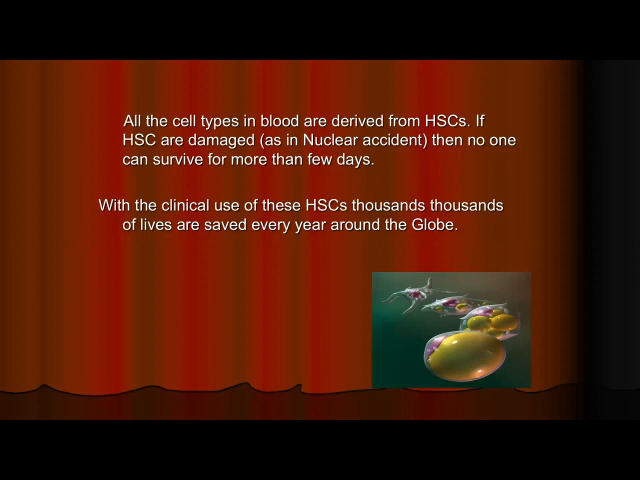 All the cell types in blood are derived from HSCs. If
HSC are damaged (as in Nuclear accident) then no one
can survive for more than few days.
With the clinical use of these HSCs thousands thousands
of lives are saved every year around the Globe.